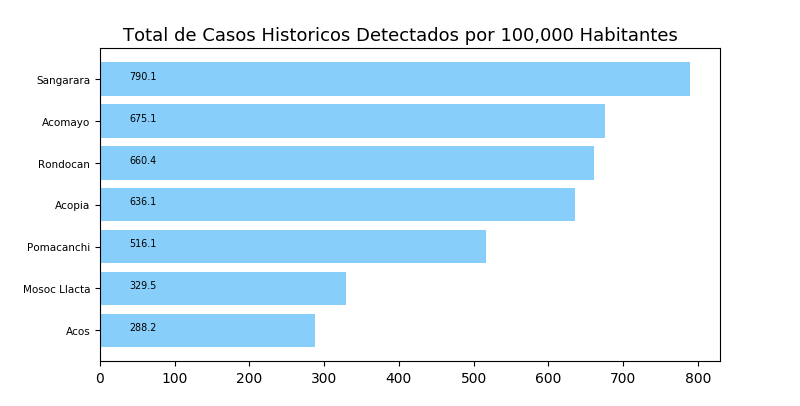 Total de Casos Historicos Detectados por 100,000 Habitantes
Sangarara 790.1
Acomayo 675.1
Rondocan 660.4
Acopia 636.1
Pomacanchi 516.1
Mosoc Llacta 329.5
Acos 288.2
0 100 200 300 400 500 600 700 800